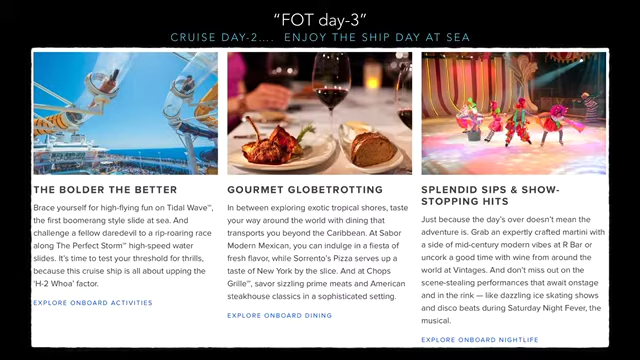 “FOT day-3”
CRUISE DAY-2.... ENJOY THE SHIP DAY AT SEA
THE BOLDER THE BETTER
Brace yourself for high-flying fun on Tidal Wave™,
the first boomerang style slide at sea. And
challenge a fellow daredevil to a rip-roaring race
along The Perfect Storm™ high-speed water
slides. It’s time to test your threshold for thrills,
because this cruise ship is all about upping the
‘H-2 Whoa’ factor.
EXPLORE ONBOARD ACTIVITIES
GOURMET GLOBETROTTING
In between exploring exotic tropical shores, taste
your way around the world with dining that
transports you beyond the Caribbean. At Sabor
Modern Mexican, you can indulge in a fiesta of
fresh flavor, while Sorrento’s Pizza serves up a
taste of New York by the slice. And at Chops
Grille℠, savor sizzling prime meats and American
steakhouse classics in a sophisticated setting.
EXPLORE ONBOARD DINING
SPLENDID SIPS & SHOW-
STOPPING HITS
Just because the day’s over doesn’t mean the
adventure is. Grab an expertly crafted martini with
a side of mid-century modern vibes at R Bar or
uncork a good time with wine from around the
world at Vintages. And don’t miss out on the
scene-stealing performances that await onstage
and in the rink — like dazzling ice skating shows
and disco beats during Saturday Night Fever, the
musical.
EXPLORE ONBOARD NIGHTLIFE